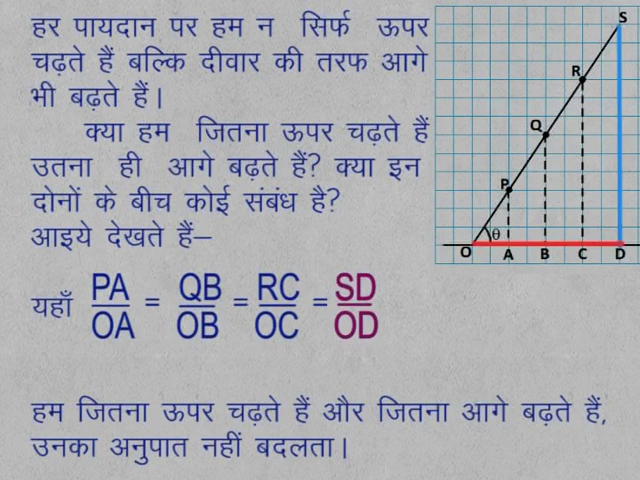 हर पायदान पर हम न सिर्फ ऊपर
चढ़ते हैं बल्कि दीवार की तरफ आगे
भी बढ़ते हैं।
क्या हम जितना ऊपर चढ़ते हैं
उतना ही आगे बढ़ते हैं? क्या इन
दोनों के बीच कोई संबंध है?
आइये देखते हैं–
यहाँ PA/OA = QB/OB = RC/OC = SD/OD
हम जितना ऊपर चढ़ते हैं और जितना आगे बढ़ते हैं,
उनका अनुपात नहीं बदलता।
S
R
Q
P
θ
O A B C D